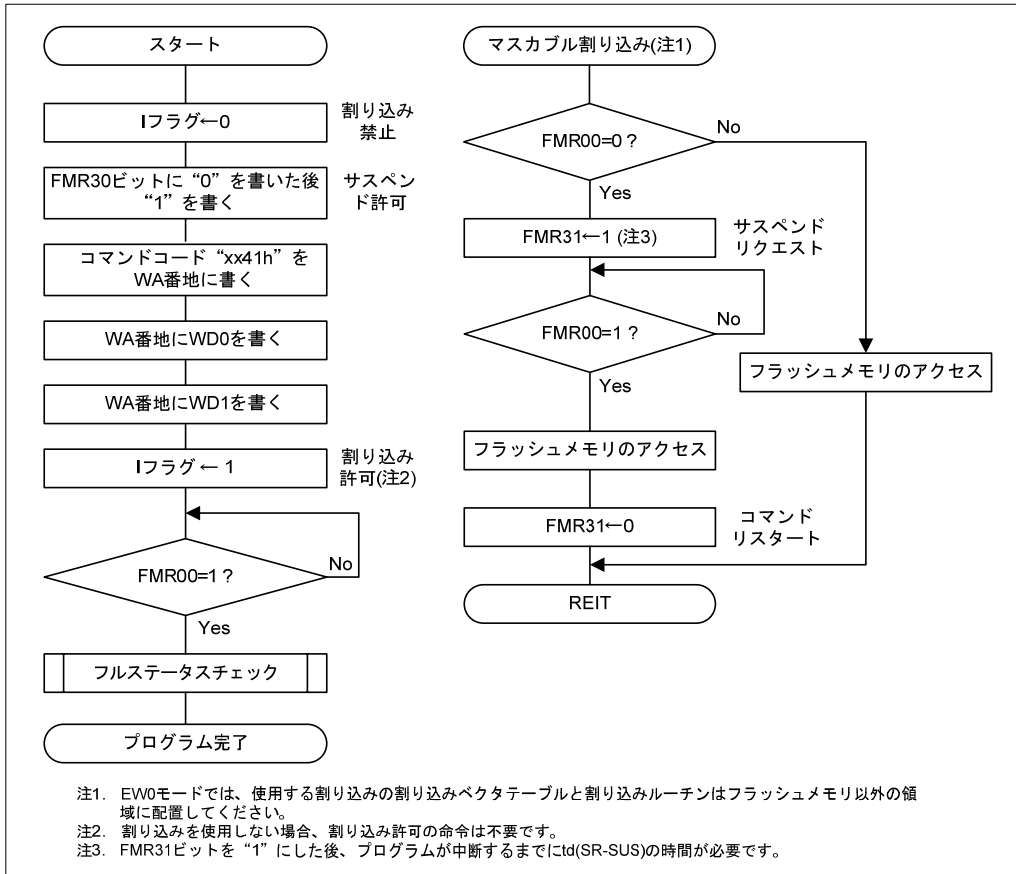 スタート
Iフラグ←0
割り込み
禁止
FMR30ビットに“0”を書いた後
“1”を書く
サスペン
ド許可
コマンドコード“xx41h”を
WA番地に書く
WA番地にWD0を書く
WA番地にWD1を書く
Iフラグ ← 1
割り込み
許可(注2)
FMR00=1 ?
No
Yes
フルステータスチェック
プログラム完了
マスカブル割り込み(注1)
FMR00=0 ?
No
Yes
FMR31←1 (注3)
サスペンド
リクエスト
FMR00=1 ?
No
Yes
フラッシュメモリのアクセス
フラッシュメモリのアクセス
FMR31←0
コマンド
リスタート
REIT
注1. EW0モードでは、使用する割り込みの割り込みベクタテーブルと割り込みルーチンはフラッシュメモリ以外の領
域に配置してください。
注2. 割り込みを使用しない場合、割り込み許可の命令は不要です。
注3. FMR31ビットを“1”にした後、プログラムが中断するまでにtd(SR-SUS)の時間が必要です。